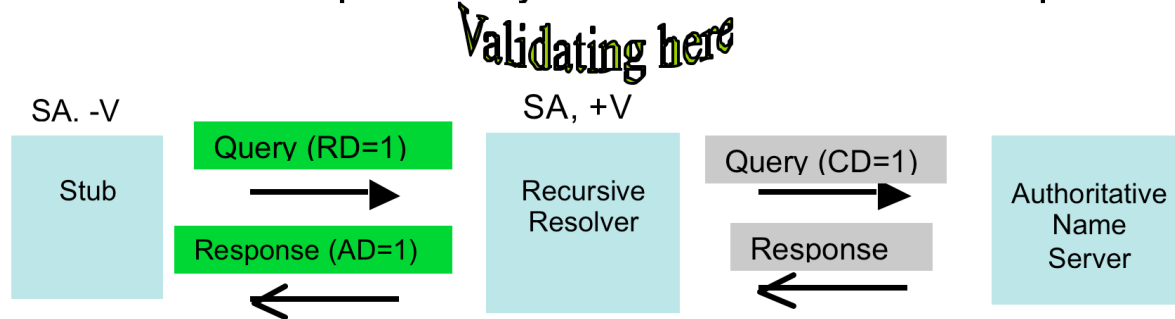 Validating here
SA. -V
SA, +V
Stub
Query (RD=1)
Response (AD=1)
Recursive
Resolver
Query (CD=1)
Response
Authoritative
Name
Server